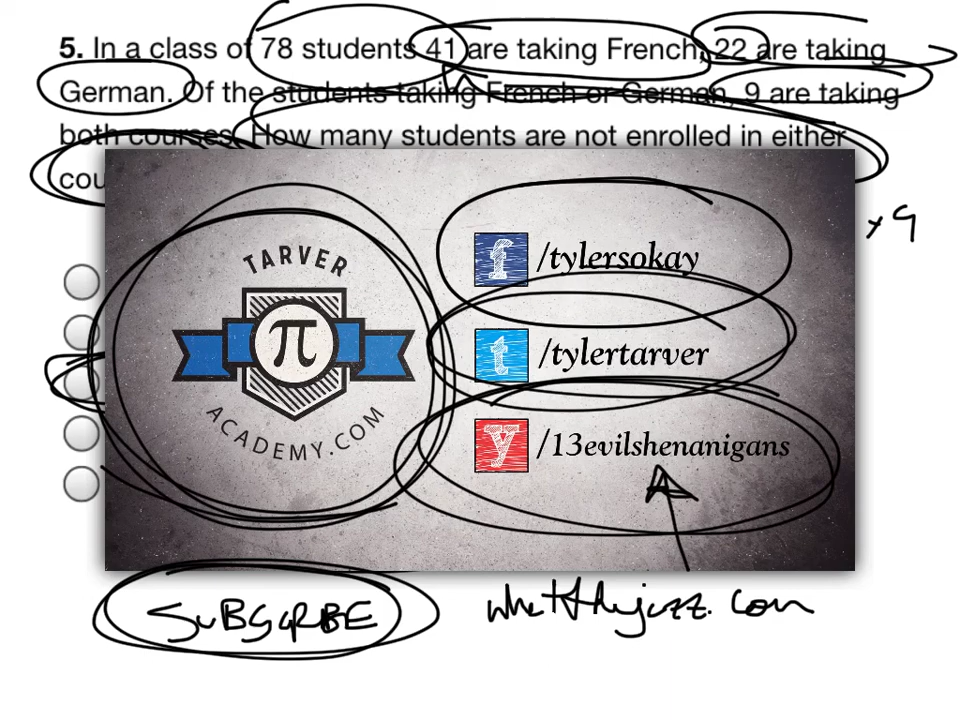 5. In a class of 78 students 41 are taking French, 22 are taking
German. Of the students taking French or German, 9 are taking
both courses. How many students are not enrolled in either
cou
+9
TARVER
π
ACADEMY.COM
f /tylersokay
t /tylertarver
y /13evilshenanigans
SUBSCRIBE